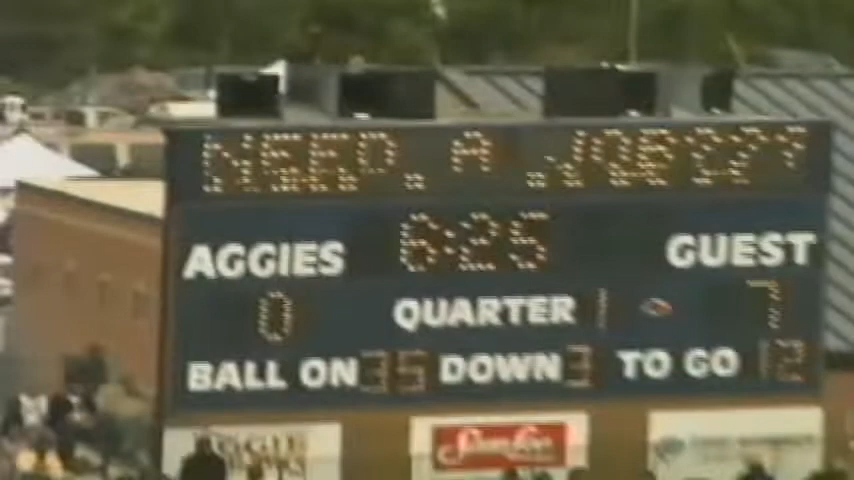 NEED A JOB???
6:25
AGGIES GUEST
0 QUARTER 1 7
BALL ON 35 DOWN 3 TO GO 12